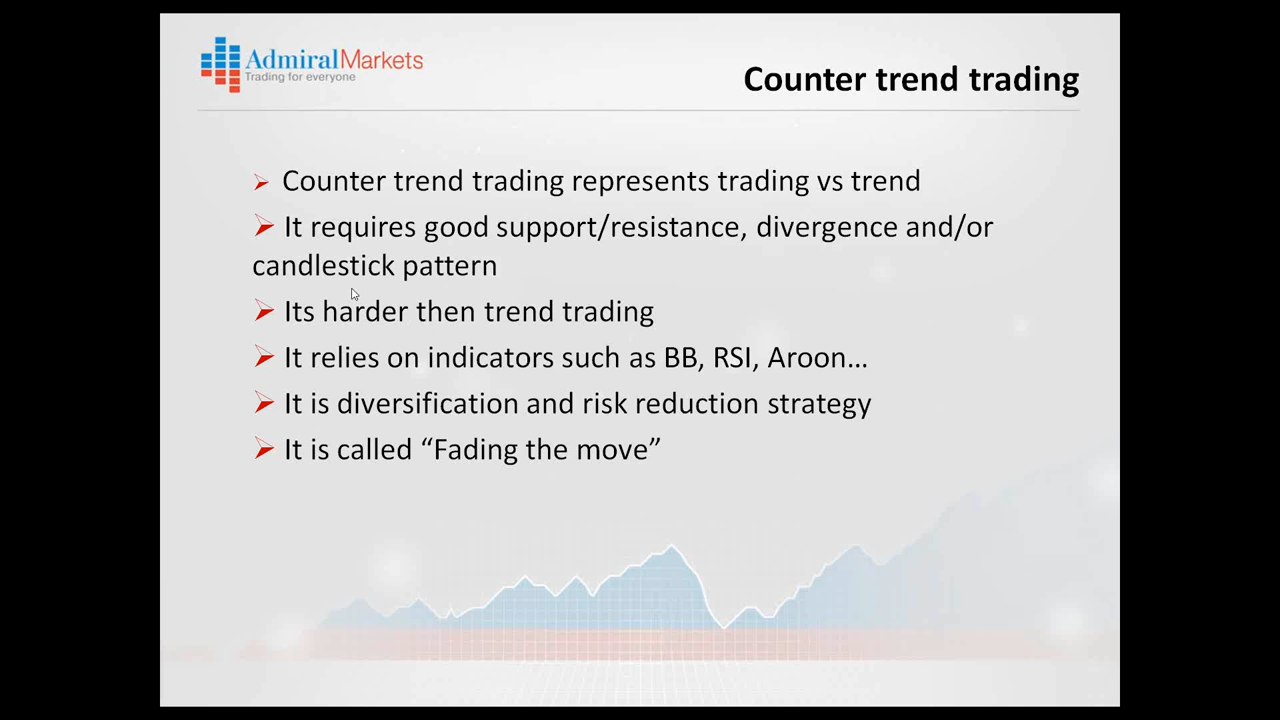 AdmiralMarkets
Trading for everyone
Counter trend trading
Counter trend trading represents trading vs trend
It requires good support/resistance, divergence and/or
candlestick pattern
Its harder then trend trading
It relies on indicators such as BB, RSI, Aroon...
It is diversification and risk reduction strategy
It is called “Fading the move”